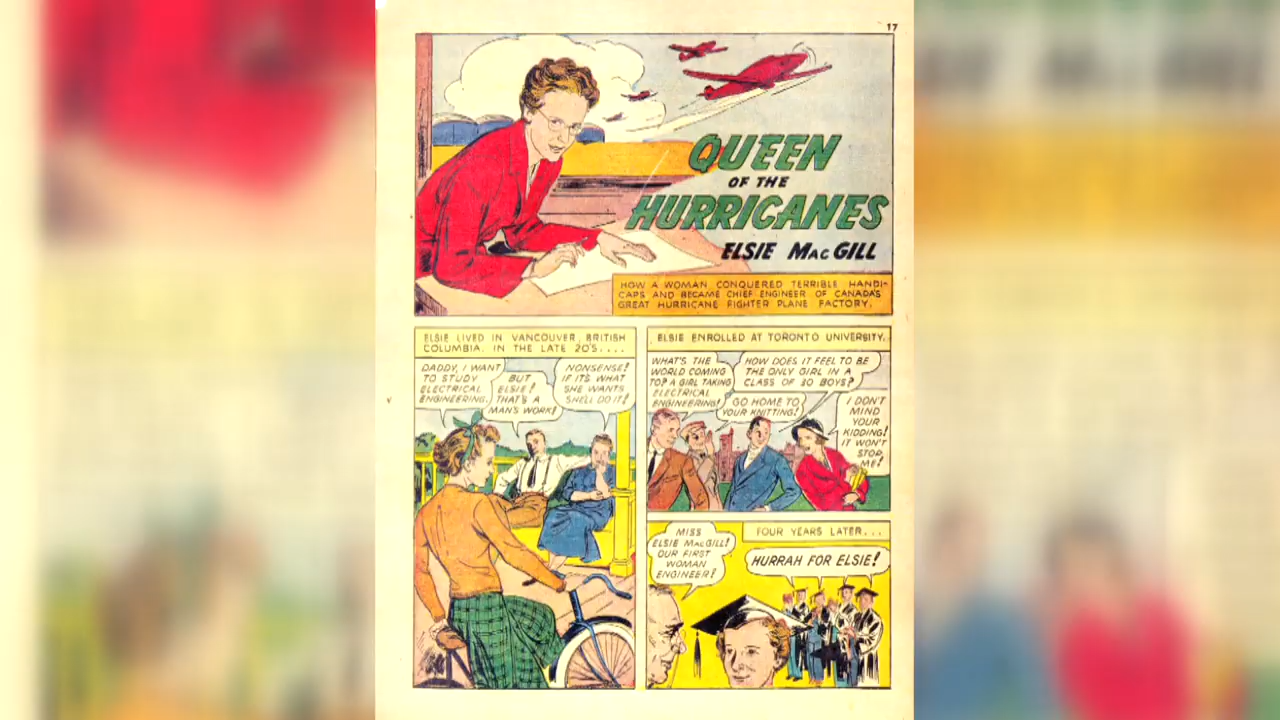 17
QUEEN
OF THE
HURRICANES
ELSIE MACGILL
HOW A WOMAN CONQUERED TERRIBLE HANDI-
CAPS AND BECAME CHIEF ENGINEER OF CANADA'S
GREAT HURRICANE FIGHTER PLANE FACTORY.
ELSIE LIVED IN VANCOUVER, BRITISH
COLUMBIA. IN THE LATE 20'S....
DADDY, I WANT
TO STUDY
ELECTRICAL
ENGINEERING.
BUT
ELSIE!
THAT'S A
MAN'S WORK!
NONSENSE!
IF IT'S WHAT
SHE WANTS
SHE'LL DO IT!
ELSIE ENROLLED AT TORONTO UNIVERSITY.
WHAT'S THE
WORLD COMING
TO? A GIRL TAKING
ELECTRICAL
ENGINEERING!
HOW DOES IT FEEL TO BE
THE ONLY GIRL IN A
CLASS OF 30 BOYS?
GO HOME TO
YOUR KNITTING!
I DON'T
MIND
YOUR
KIDDING!
IT WON'T
STOP
ME!
MISS
ELSIE MACGILL!
OUR FIRST
WOMAN
ENGINEER!
FOUR YEARS LATER...
HURRAH FOR ELSIE!